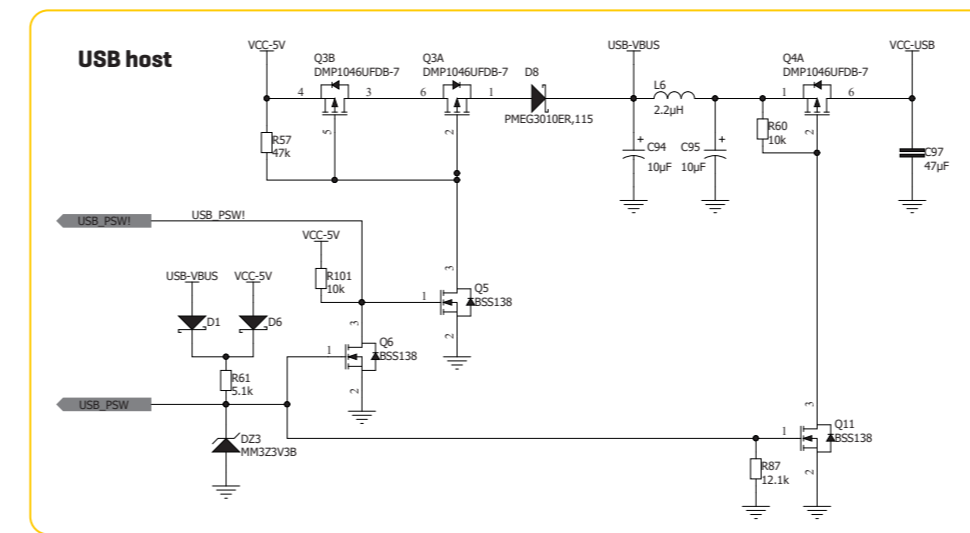 USB host
VCC-5V
USB-VBUS
VCC-USB
Q3B
DMP1046UFDB-7
Q3A
DMP1046UFDB-7
D8
Q4A
DMP1046UFDB-7
4
3
6
1
L6
2.2µH
1
6
PMEG3010ER,115
5
2
2
R57
47k
R60
10k
+
C94
10µF
+
C95
10µF
C97
47µF
USB_PSW!
USB_PSW!
VCC-5V
R101
10k
3
Q5
BSS138
1
2
USB-VBUS
VCC-5V
D1
D6
3
Q6
BSS138
1
2
R61
5.1k
USB_PSW
DZ3
MM3Z3V3B
3
Q11
BSS138
1
2
R87
12.1k